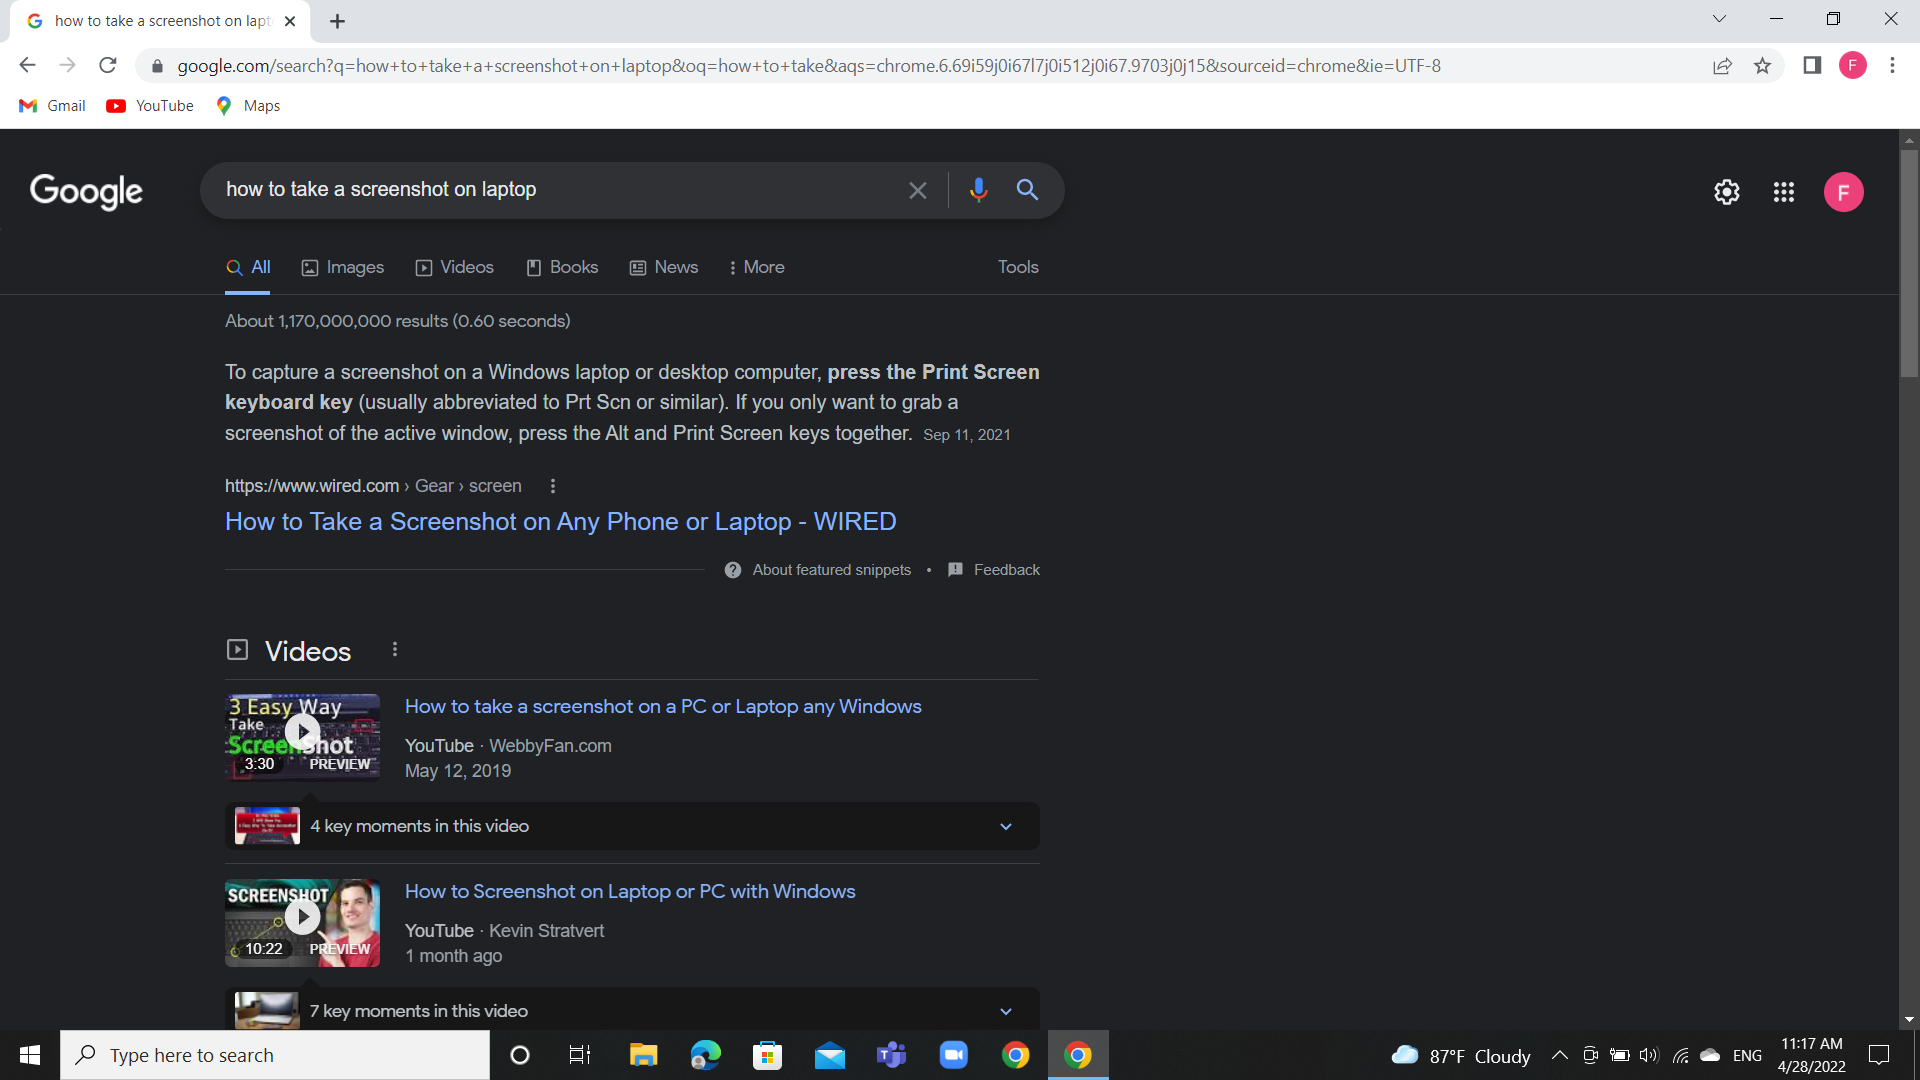 how to take a screenshot on lapt
google.com/search?q=how+to+take+a+screenshot+on+laptop&oq=how+to+take&aqs=chrome.6.69i59j0i67l7j0i512j0i67.9703j0j15&sourceid=chrome&ie=UTF-8
F
Gmail YouTube Maps
Google
how to take a screenshot on laptop
F
All Images Videos Books News More Tools
About 1,170,000,000 results (0.60 seconds)
To capture a screenshot on a Windows laptop or desktop computer, press the Print Screen
keyboard key (usually abbreviated to Prt Scn or similar). If you only want to grab a
screenshot of the active window, press the Alt and Print Screen keys together. Sep 11, 2021
https://www.wired.com › Gear › screen
How to Take a Screenshot on Any Phone or Laptop - WIRED
About featured snippets • Feedback
Videos
3 Easy Way
Take
ScreenShot
3:30 PREVIEW
How to take a screenshot on a PC or Laptop any Windows
YouTube · WebbyFan.com
May 12, 2019
4 key moments in this video
SCREENSHOT
10:22 PREVIEW
How to Screenshot on Laptop or PC with Windows
YouTube · Kevin Stratvert
1 month ago
7 key moments in this video
Type here to search
87°F Cloudy
ENG
11:17 AM
4/28/2022